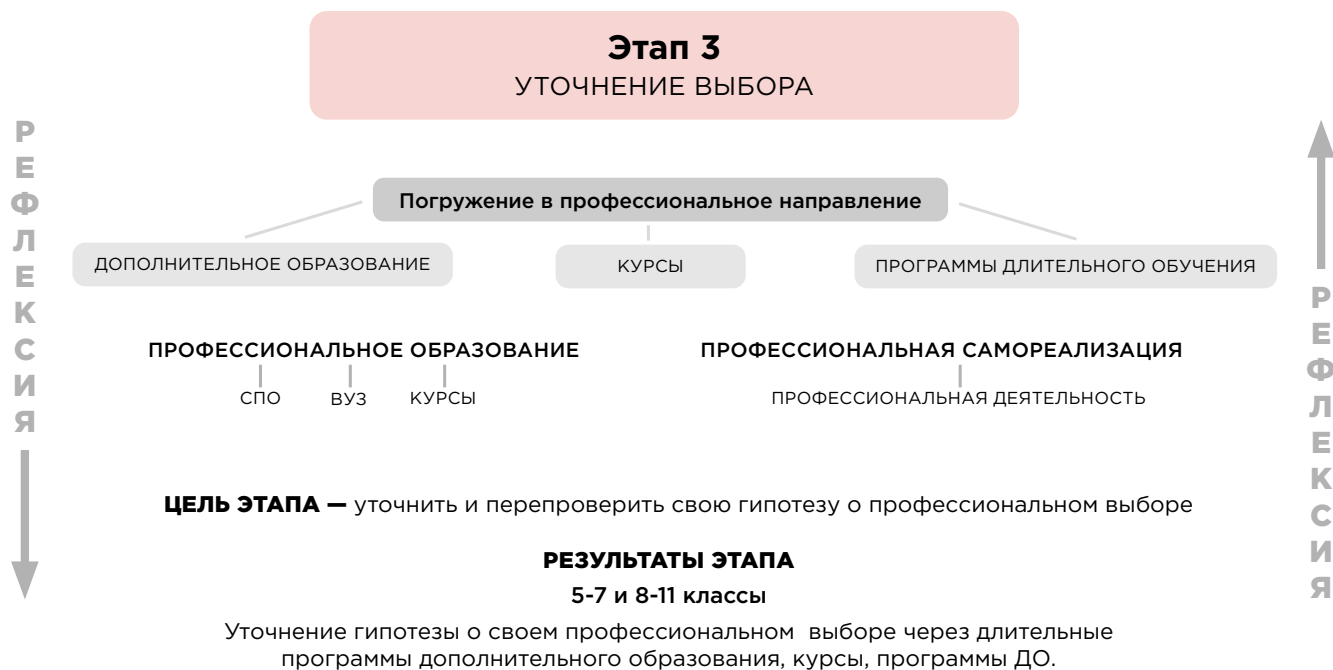 Этап 3
УТОЧНЕНИЕ ВЫБОРА
РЕФЛЕКСИЯ
Погружение в профессиональное направление
ДОПОЛНИТЕЛЬНОЕ ОБРАЗОВАНИЕ
КУРСЫ
ПРОГРАММЫ ДЛИТЕЛЬНОГО ОБУЧЕНИЯ
ПРОФЕССИОНАЛЬНОЕ ОБРАЗОВАНИЕ
СПО ВУЗ КУРСЫ
ПРОФЕССИОНАЛЬНАЯ САМОРЕАЛИЗАЦИЯ
ПРОФЕССИОНАЛЬНАЯ ДЕЯТЕЛЬНОСТЬ
РЕФЛЕКСИЯ
ЦЕЛЬ ЭТАПА — уточнить и перепроверить свою гипотезу о профессиональном выборе
РЕЗУЛЬТАТЫ ЭТАПА
5-7 и 8-11 классы
Уточнение гипотезы о своем профессиональном выборе через длительные
программы дополнительного образования, курсы, программы ДО.